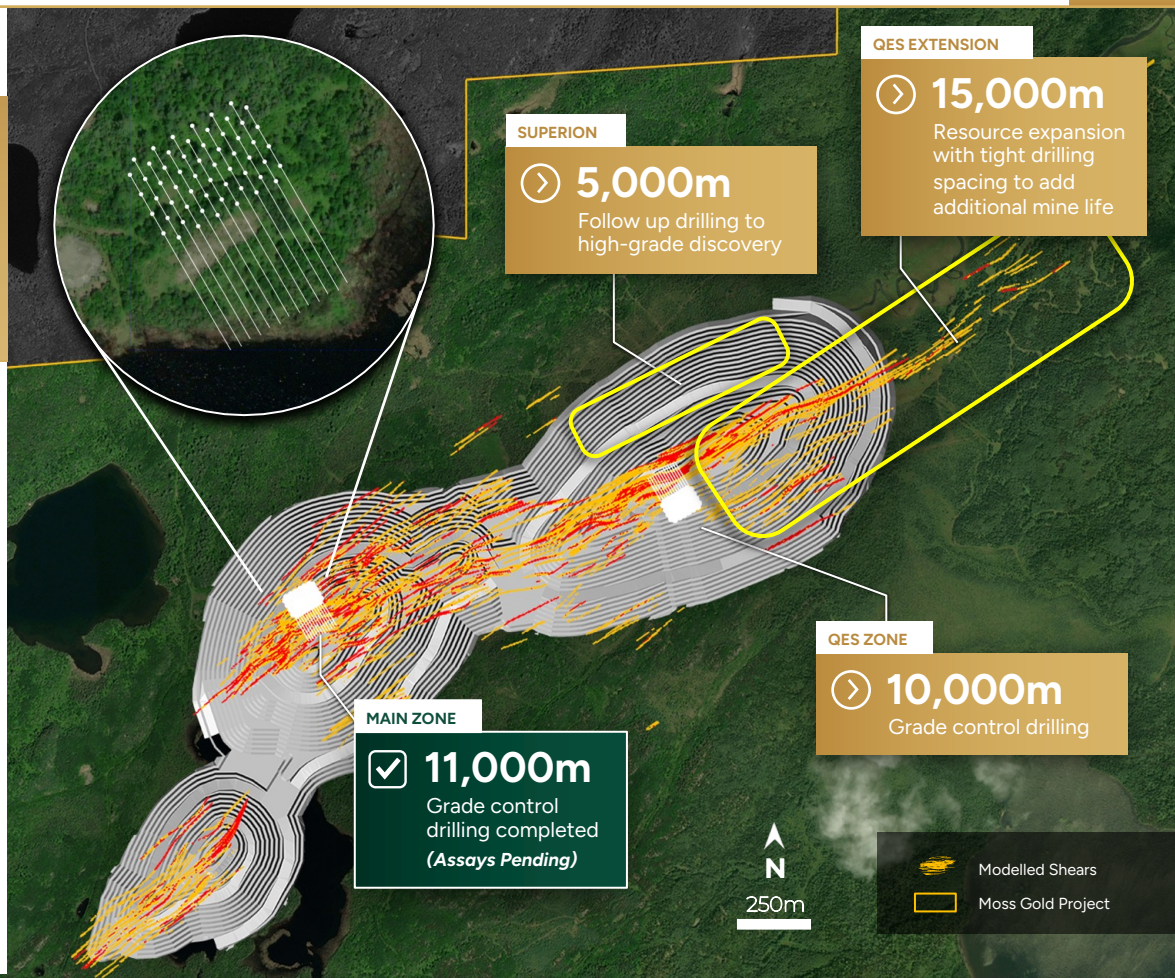 QES EXTENSION
15,000m
Resource expansion
with tight drilling
spacing to add
additional mine life
SUPERION
5,000m
Follow up drilling to
high-grade discovery
QES ZONE
10,000m
Grade control drilling
MAIN ZONE
11,000m
Grade control
drilling completed
(Assays Pending)
N
250m
Modelled Shears
Moss Gold Project